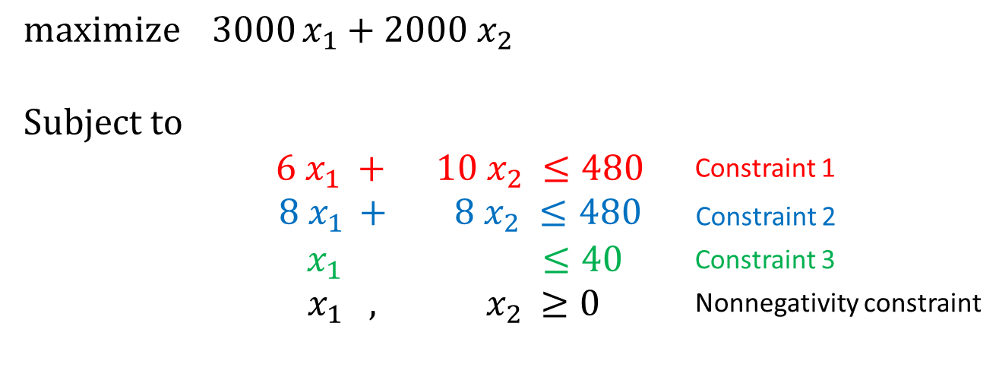 maximize 3000 x₁ + 2000 x₂
Subject to
6 x₁ + 10 x₂ ≤ 480 Constraint 1
8 x₁ + 8 x₂ ≤ 480 Constraint 2
x₁ ≤ 40 Constraint 3
x₁ , x₂ ≥ 0 Nonnegativity constraint